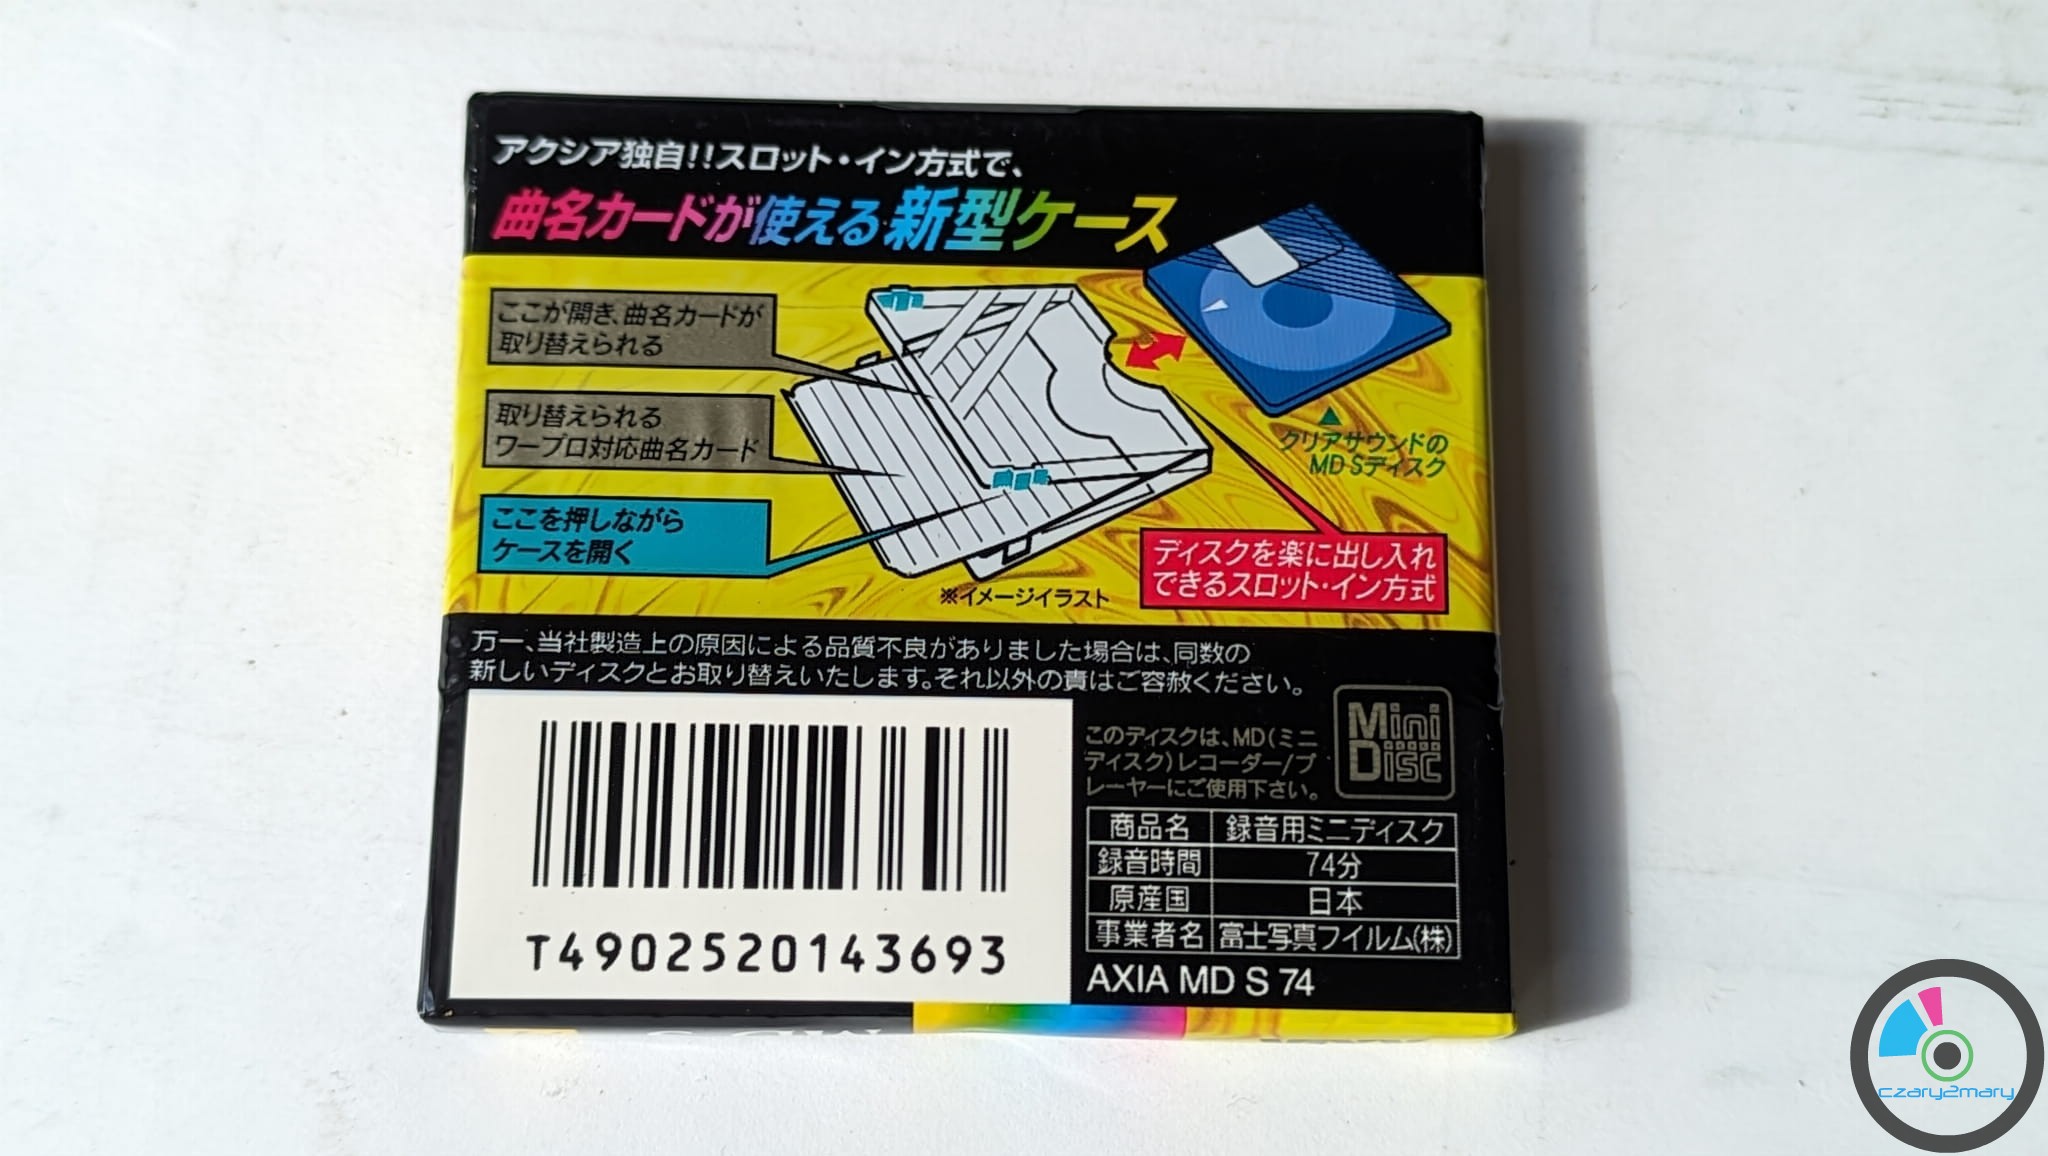 アクシア独自!!スロット・イン方式で、
曲名カードが使える新型ケース
ここが開き、曲名カードが
取り替えられる
取り替えられる
ワープロ対応曲名カード
ここを押しながら
ケースを開く
クリアサウンドの
MD Sディスク
ディスクを楽に出し入れ
できるスロット・イン方式
※イメージイラスト
万一、当社製造上の原因による品質不良がありました場合は、同数の
新しいディスクとお取り替えいたします。それ以外の責はご容赦ください。
T4902520143693
このディスクは、MD(ミニ
ディスク)レコーダー/プ
レーヤーにご使用下さい。
Mini
Disc
商品名 録音用ミニディスク
録音時間 74分
原産国 日本
事業者名 富士写真フイルム(株)
AXIA MD S 74
czary2mary